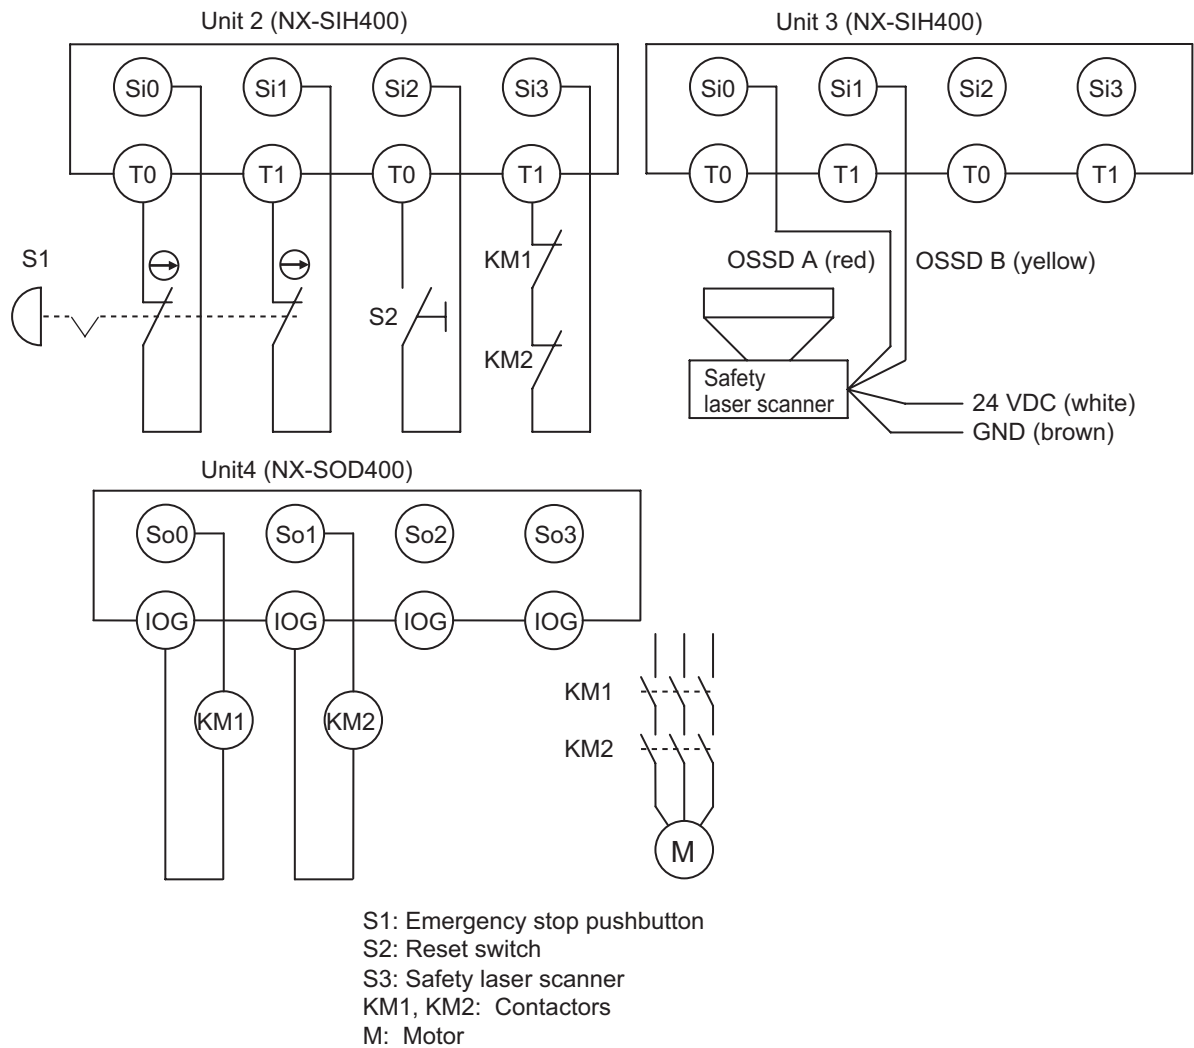 Unit 2 (NX-SIH400)
Si0 Si1 Si2 Si3
T0 T1 T0 T1
S1
S2
KM1
KM2
Unit 3 (NX-SIH400)
Si0 Si1 Si2 Si3
T0 T1 T0 T1
OSSD A (red) OSSD B (yellow)
Safety
laser scanner
24 VDC (white)
GND (brown)
Unit4 (NX-SOD400)
So0 So1 So2 So3
IOG IOG IOG IOG
KM1 KM2
KM1
KM2
M
S1: Emergency stop pushbutton
S2: Reset switch
S3: Safety laser scanner
KM1, KM2: Contactors
M: Motor